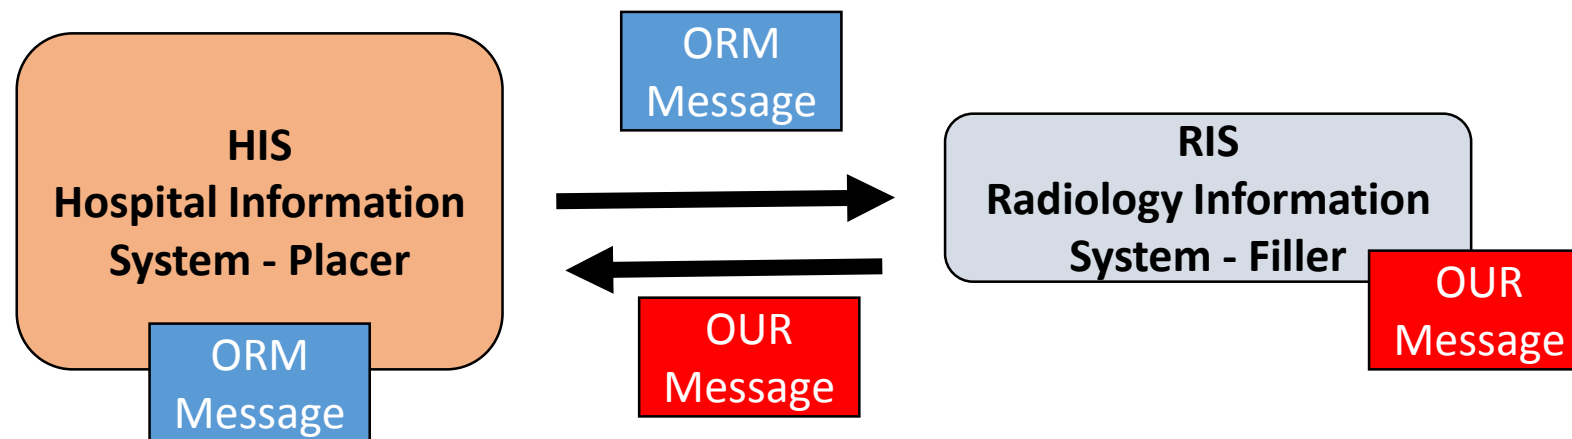 HIS
Hospital Information
System - Placer
ORM
Message
ORM
Message
OUR
Message
RIS
Radiology Information
System - Filler
OUR
Message